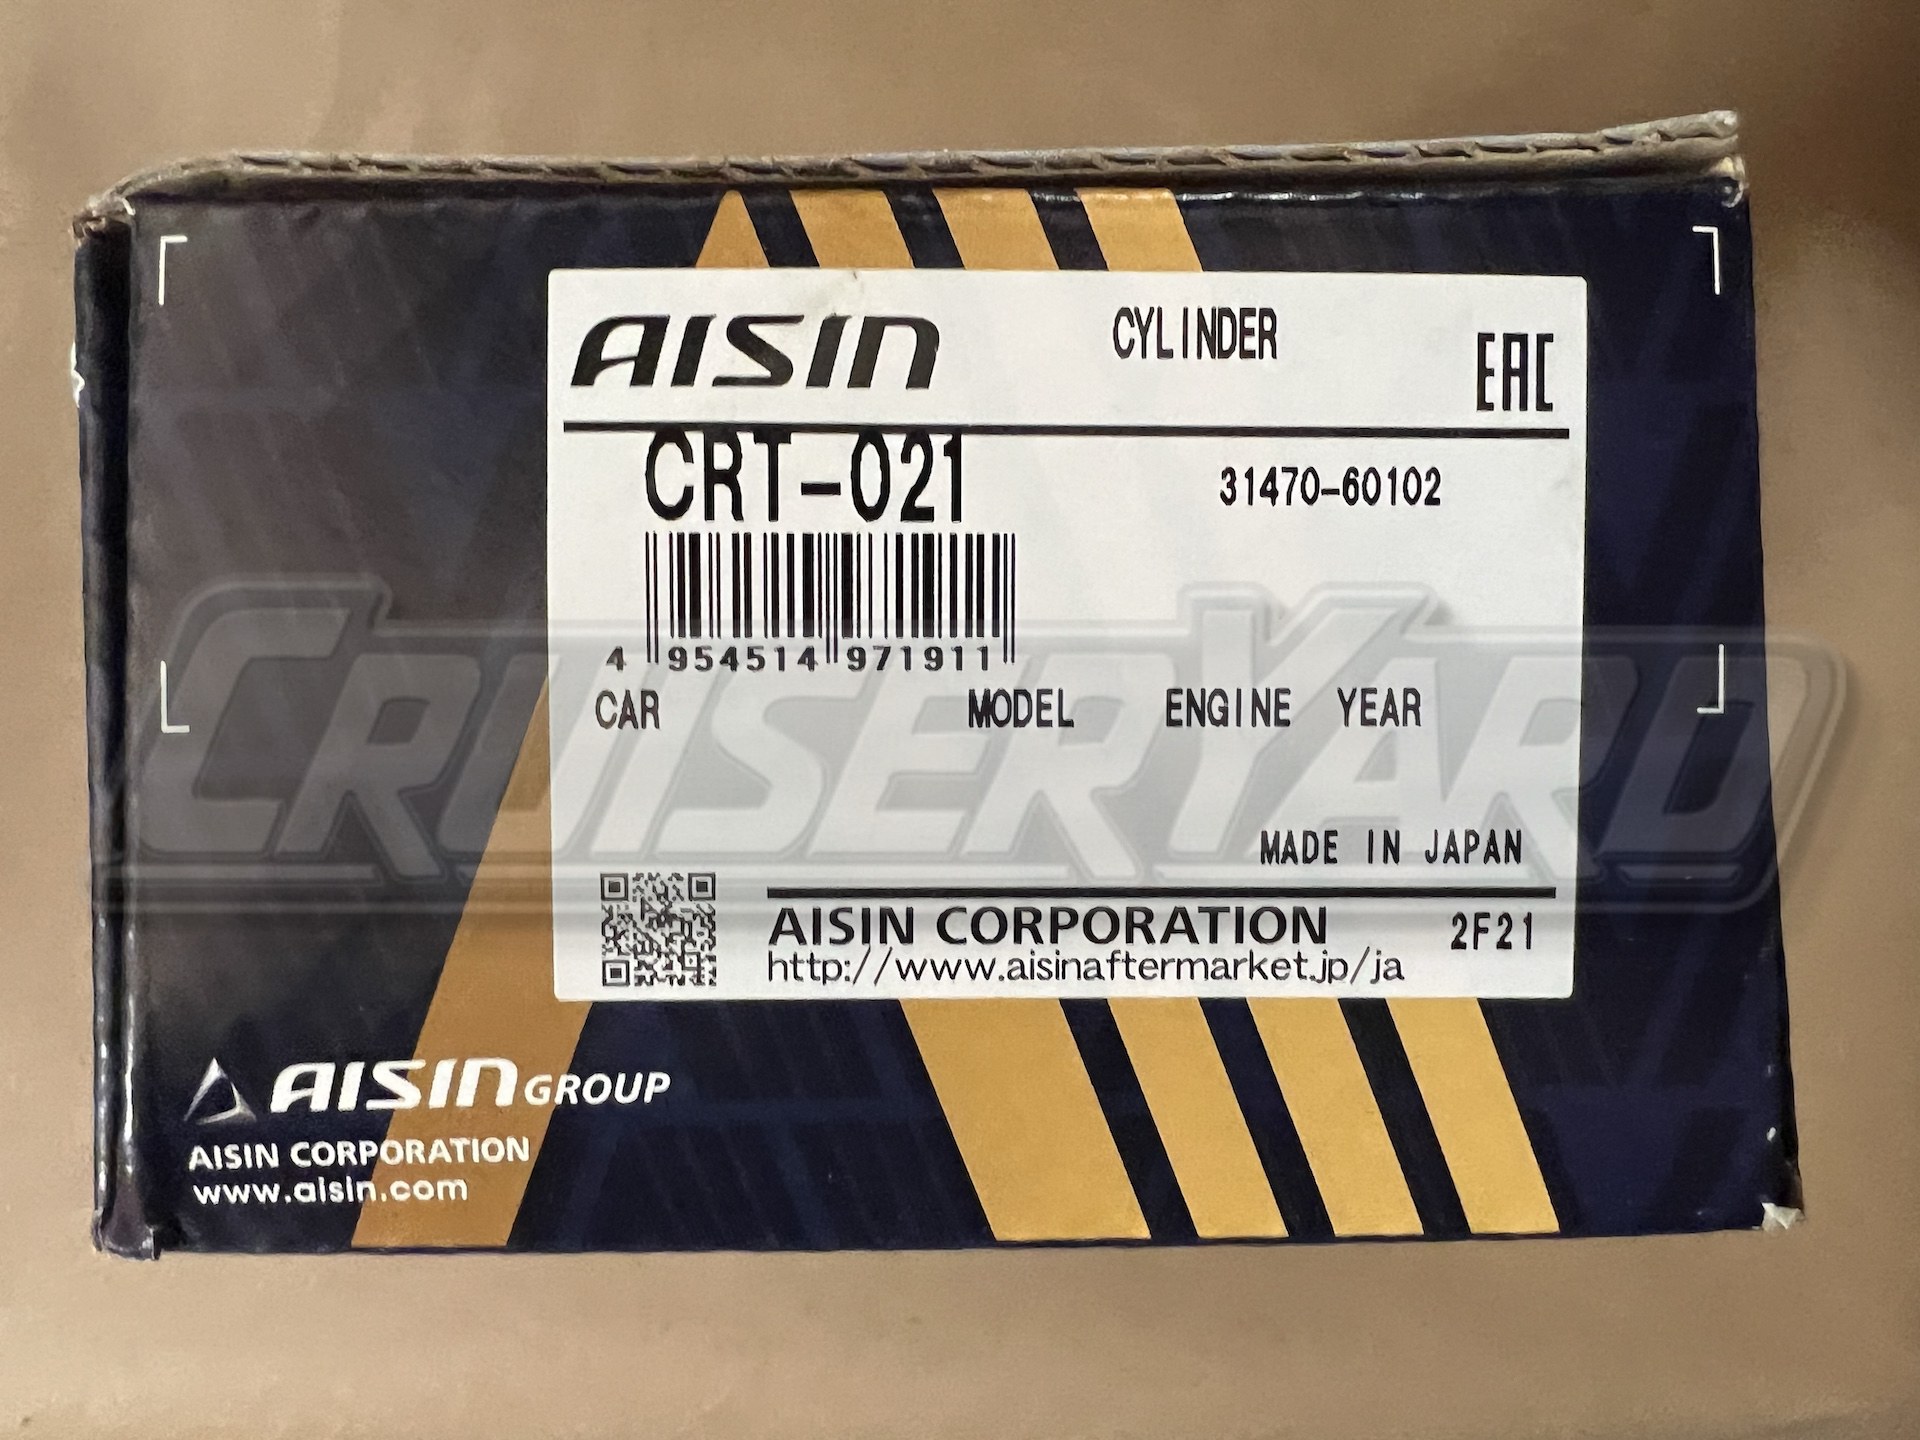 AISIN
CYLINDER
EAC
CRT-021
31470-60102
4 954514 971911
CAR MODEL ENGINE YEAR
CRUISERYARD
MADE IN JAPAN
AISIN CORPORATION 2F21
http://www.aisinaftermarket.jp/ja
AISIN GROUP
AISIN CORPORATION
www.aisin.com